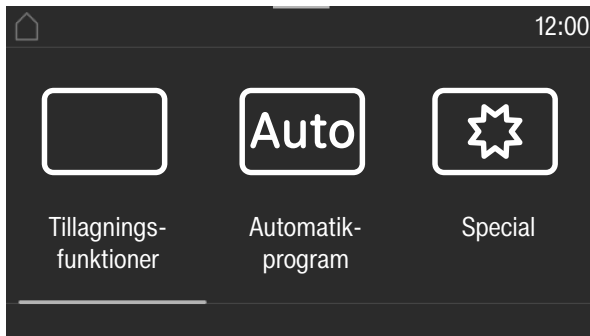 12:00
Auto
Tillagnings-
funktioner
Automatik-
program
Special